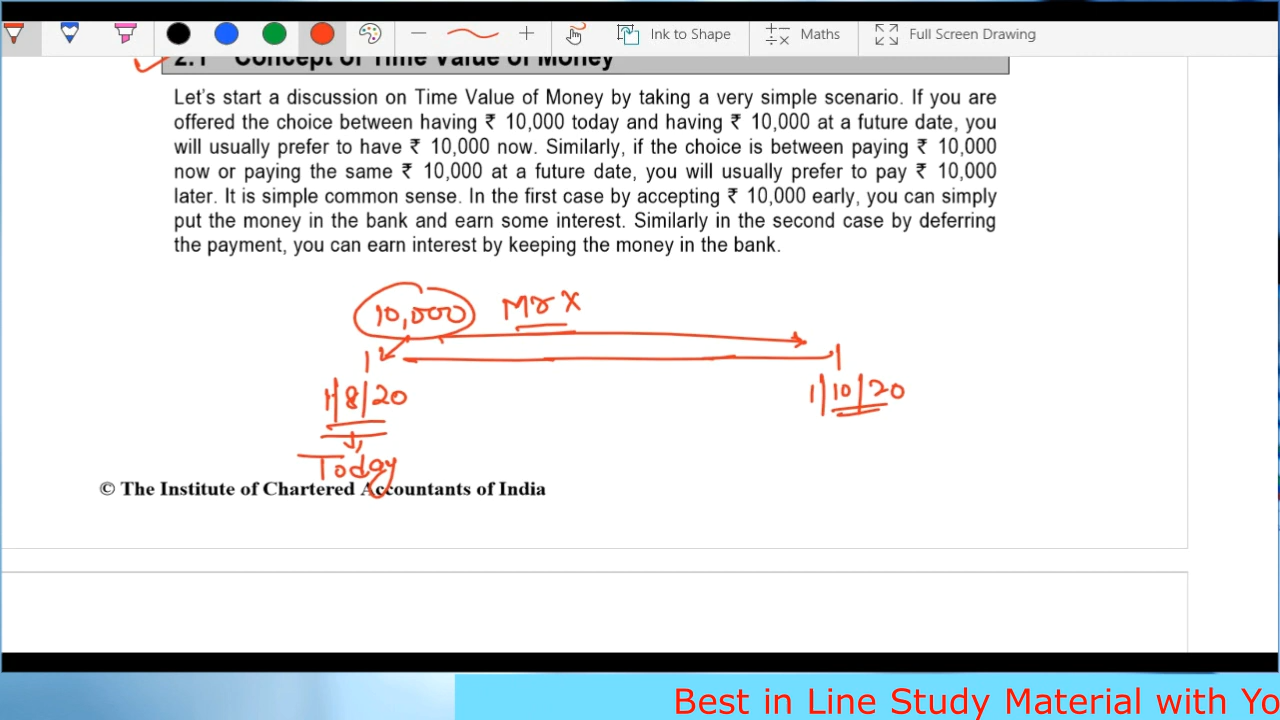 Ink to Shape Maths Full Screen Drawing
2.1 Concept of Time Value of Money
Let's start a discussion on Time Value of Money by taking a very simple scenario. If you are
offered the choice between having ₹ 10,000 today and having ₹ 10,000 at a future date, you
will usually prefer to have ₹ 10,000 now. Similarly, if the choice is between paying ₹ 10,000
now or paying the same ₹ 10,000 at a future date, you will usually prefer to pay ₹ 10,000
later. It is simple common sense. In the first case by accepting ₹ 10,000 early, you can simply
put the money in the bank and earn some interest. Similarly in the second case by deferring
the payment, you can earn interest by keeping the money in the bank.
10,000 Mr X
1/8/20 1/10/20
Today
© The Institute of Chartered Accountants of India
Best in Line Study Material with Yo